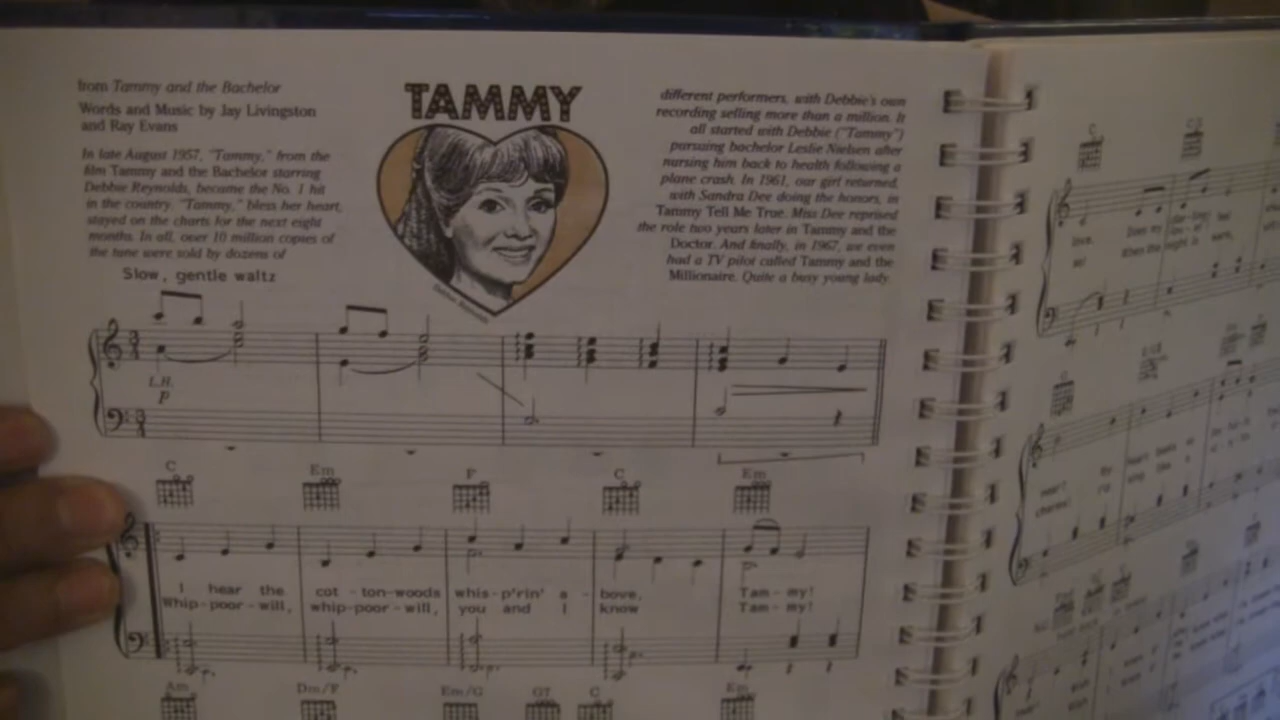 from Tammy and the Bachelor
Words and Music by Jay Livingston
and Ray Evans
TAMMY
In late August 1957, "Tammy," from the
film Tammy and the Bachelor starring
Debbie Reynolds, became the No. 1 hit
in the country. "Tammy," bless her heart,
stayed on the charts for the next eight
months. In all, over 10 million copies of
the tune were sold by dozens of
different performers, with Debbie's own
recording selling more than a million. It
all started with Debbie ("Tammy")
pursuing bachelor Leslie Nielsen after
nursing him back to health following a
plane crash. In 1961, our girl returned,
with Sandra Dee doing the honors, in
Tammy Tell Me True. Miss Dee reprised
the role two years later in Tammy and the
Doctor. And finally, in 1967, we even
had a TV pilot called Tammy and the
Millionaire. Quite a busy young lady.
Debbie Reynolds
Slow, gentle waltz
L.H.
p
C Em F C Em
I hear the cot - ton-woods whis-p'rin' a - bove,  Tam - my!
Whip-poor-will, whip-poor-will, you and I know Tam - my!
Am Dm/F Em/G G7 C Em